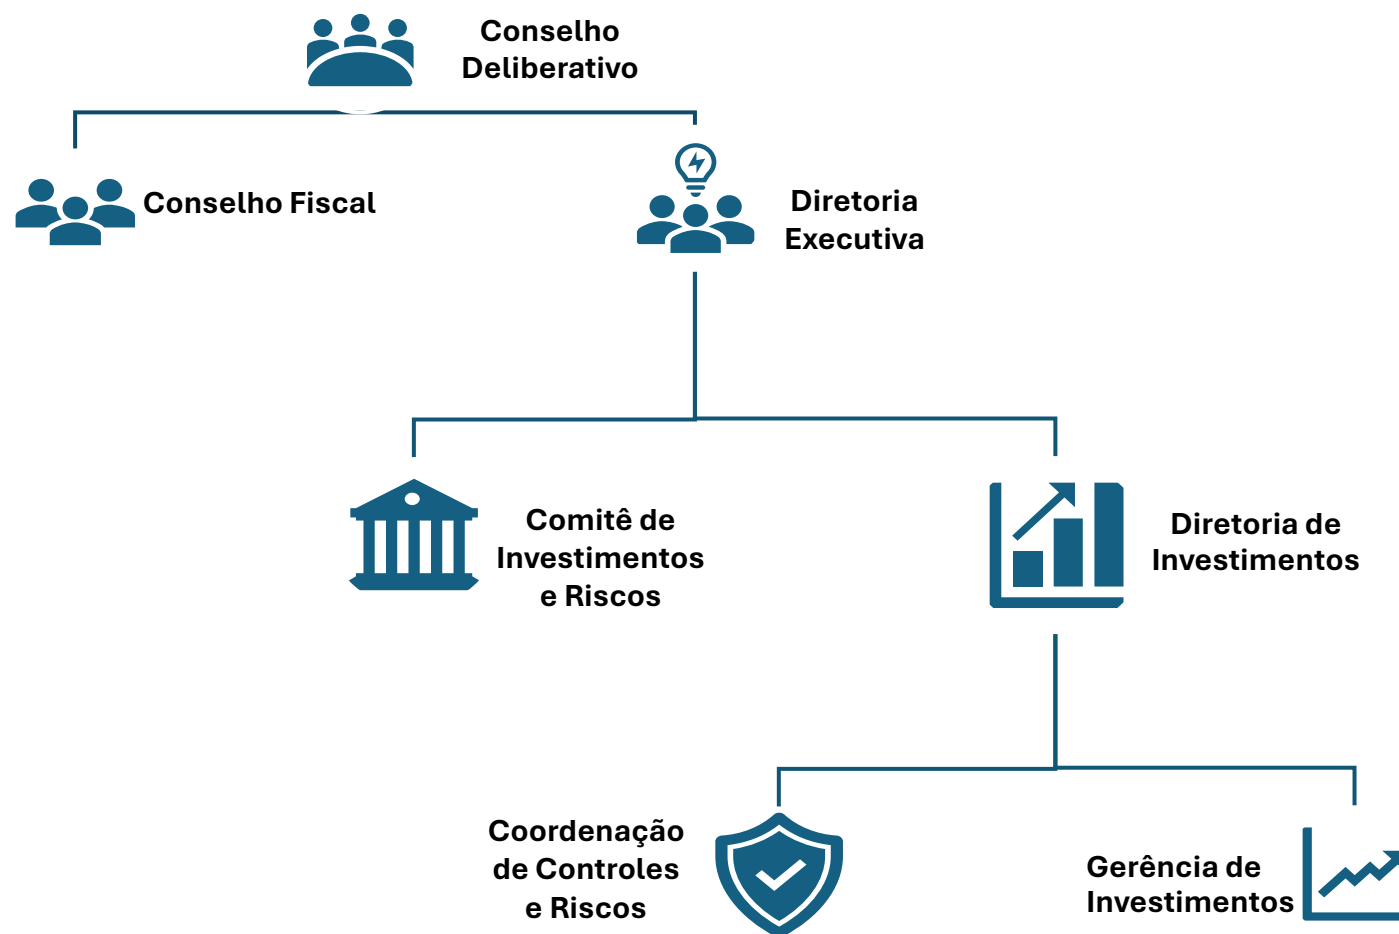 Conselho
Deliberativo
Conselho Fiscal
Diretoria
Executiva
Comitê de
Investimentos
e Riscos
Diretoria de
Investimentos
Coordenação
de Controles
e Riscos
Gerência de
Investimentos